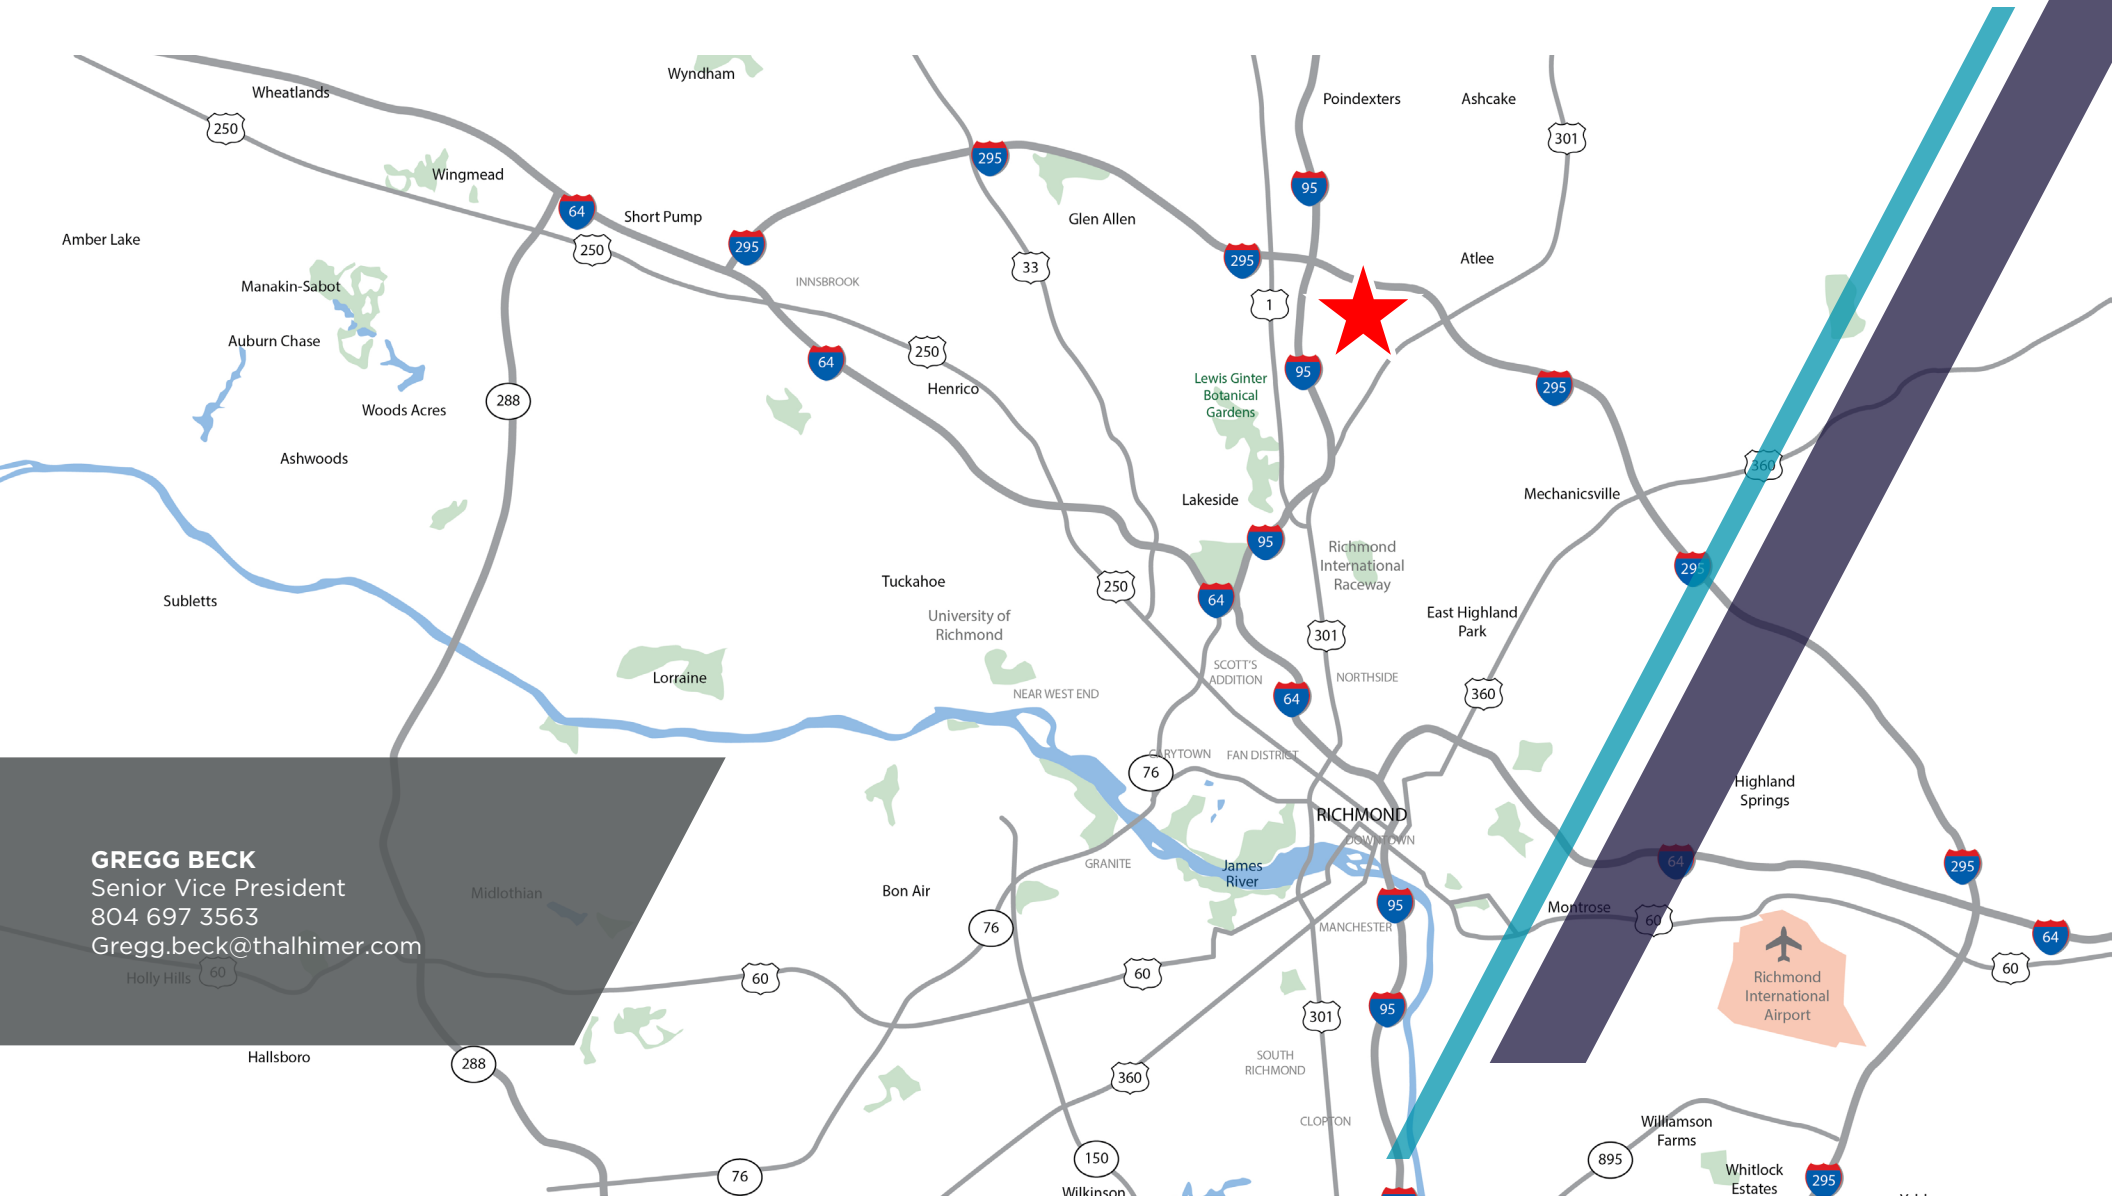 Wyndham
Wheatlands
Poindexters
Ashcake
250
301
295
Wingmead
95
64
Short Pump
Glen Allen
Amber Lake
250
295
Atlee
295
33
INNSBROOK
Manakin-Sabot
1
Auburn Chase
250
64
95
Lewis Ginter
Botanical
Gardens
295
Henrico
288
Woods Acres
Ashwoods
360
Mechanicsville
Lakeside
95
Richmond
International
Raceway
295
Tuckahoe
250
64
Subletts
University of
Richmond
East Highland
Park
301
SCOTT'S
ADDITION
NORTHSIDE
Lorraine
NEAR WEST END
64
360
CARYTOWN
FAN DISTRICT
76
Highland
Springs
RICHMOND
DOWNTOWN
GREGG BECK
Senior Vice President
804 697 3563
Gregg.beck@thalhimer.com
Midlothian
Holly Hills
60
GRANITE
James
River
64
295
Bon Air
95
Montrose
60
76
MANCHESTER
64
60
60
60
Richmond
International
Airport
95
301
Hallsboro
288
SOUTH
RICHMOND
360
CLOPTON
Williamson
Farms
150
895
76
Whitlock
Estates
295
Wilkinson